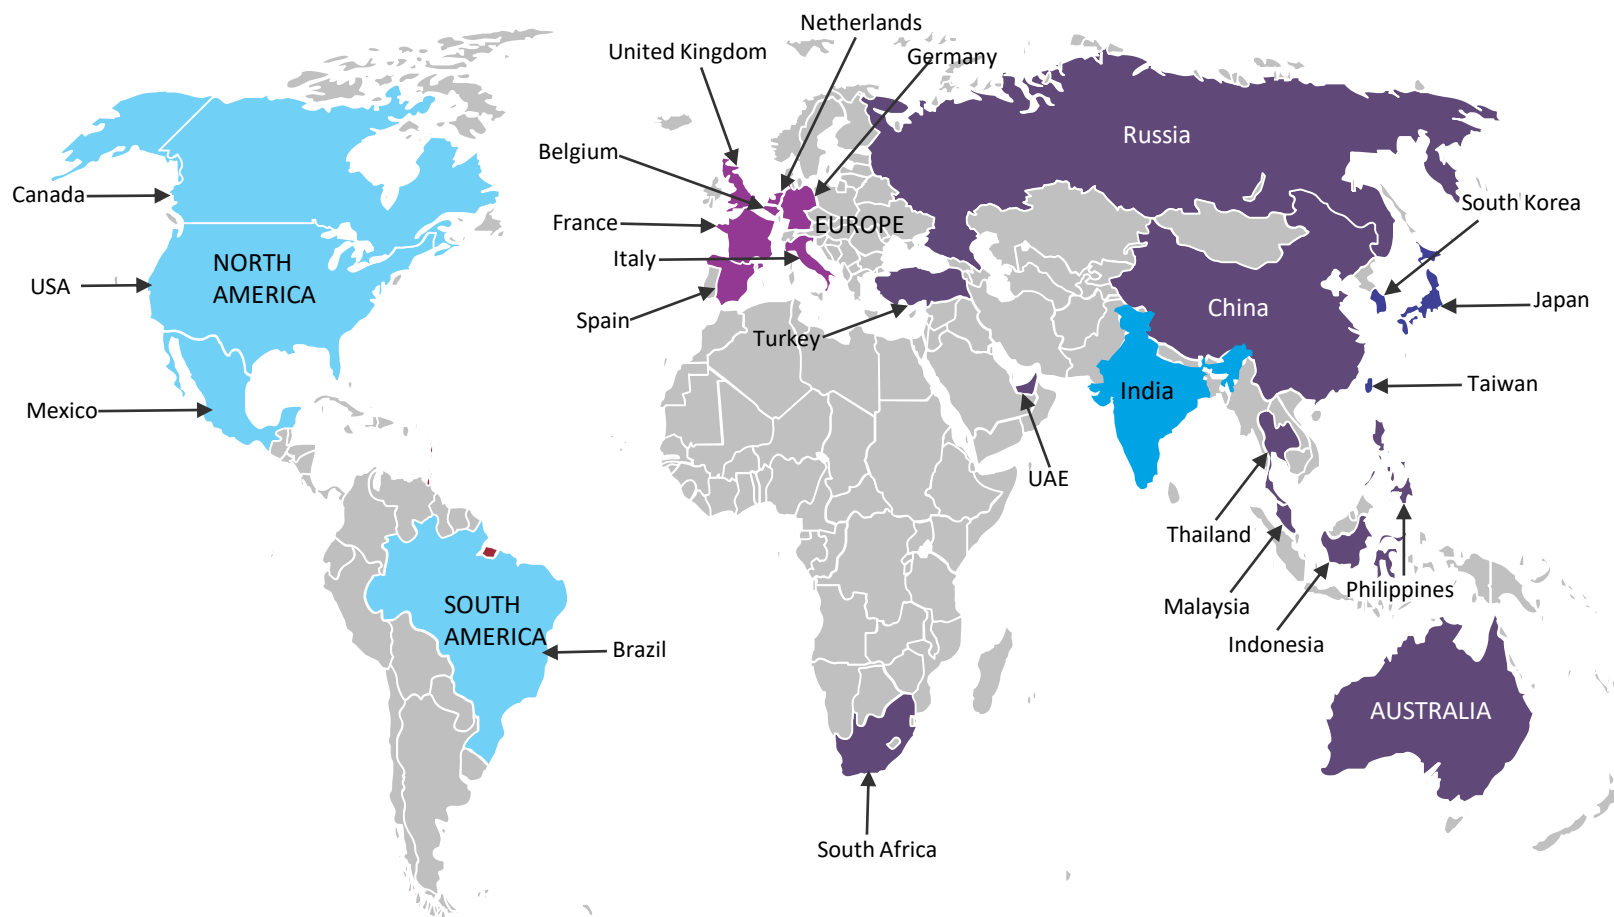 Netherlands
United Kingdom
Germany
Russia
Belgium
Canada
South Korea
France
EUROPE
Italy
NORTH
AMERICA
USA
Japan
China
Spain
Turkey
Taiwan
India
Mexico
UAE
Thailand
Philippines
Malaysia
SOUTH
AMERICA
Indonesia
Brazil
AUSTRALIA
South Africa